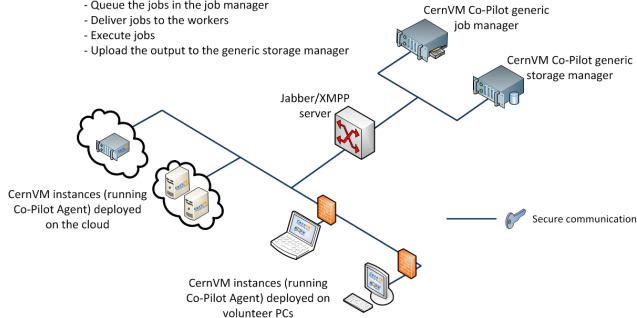 - Queue the jobs in the job manager
- Deliver jobs to the workers
- Execute jobs
- Upload the output to the generic storage manager
CernVM Co-Pilot generic
job manager
CernVM Co-Pilot generic
storage manager
Jabber/XMPP
server
CernVM instances (running
Co-Pilot Agent) deployed
on the cloud
Secure communication
CernVM instances (running
Co-Pilot Agent) deployed on
volunteer PCs